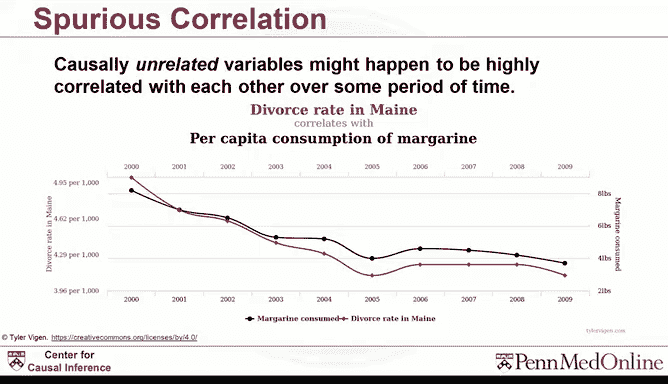 Spurious Correlation
Causally unrelated variables might happen to be highly
correlated with each other over some period of time.
Divorce rate in Maine
correlates with
Per capita consumption of margarine
2000 2001 2002 2003 2004 2005 2006 2007 2008 2009
4.95 per 1,000
4.62 per 1,000
4.29 per 1,000
3.96 per 1,000
Divorce rate in Maine
8lbs
6lbs
4lbs
2lbs
Margarine consumed
2000 2001 2002 2003 2004 2005 2006 2007 2008 2009
Margarine consumed Divorce rate in Maine
tylervigen.com
© Tyler Vigen. https://creativecommons.org/licenses/by/4.0/
Center for
Causal Inference
PennMedOnline